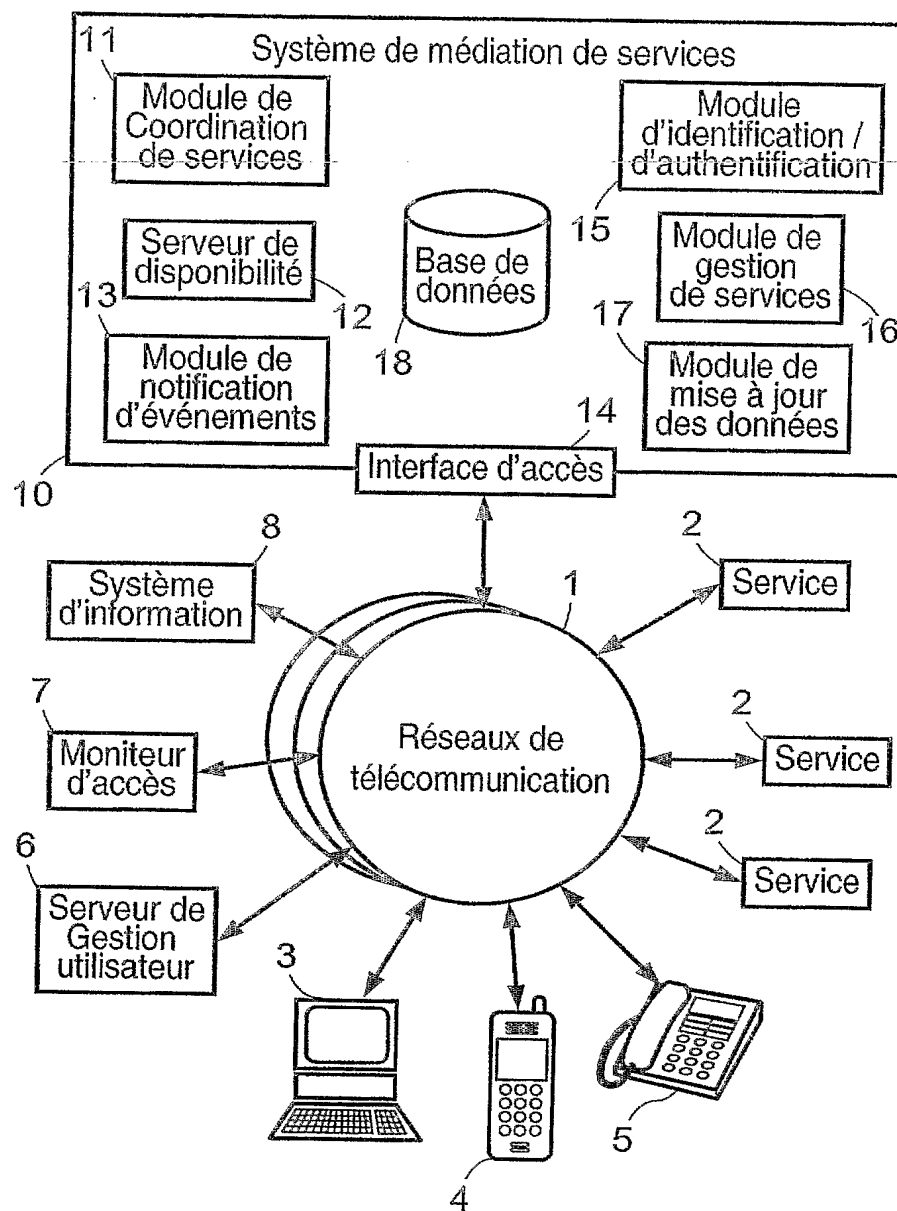 Système de médiation de services
11
Module de
Coordination
de services
Module
d'identification /
d'authentification
15
Serveur de
disponibilité
12
Base de
données
18
Module de
gestion
de services
16
13
Module de
notification
d'événements
17
Module de
mise à jour
des données
14
Interface d'accès
10
8
Système
d'information
1
2
Service
7
Moniteur
d'accès
Réseaux de
télécommunication
2
Service
6
Serveur de
Gestion
utilisateur
2
Service
3
4
5